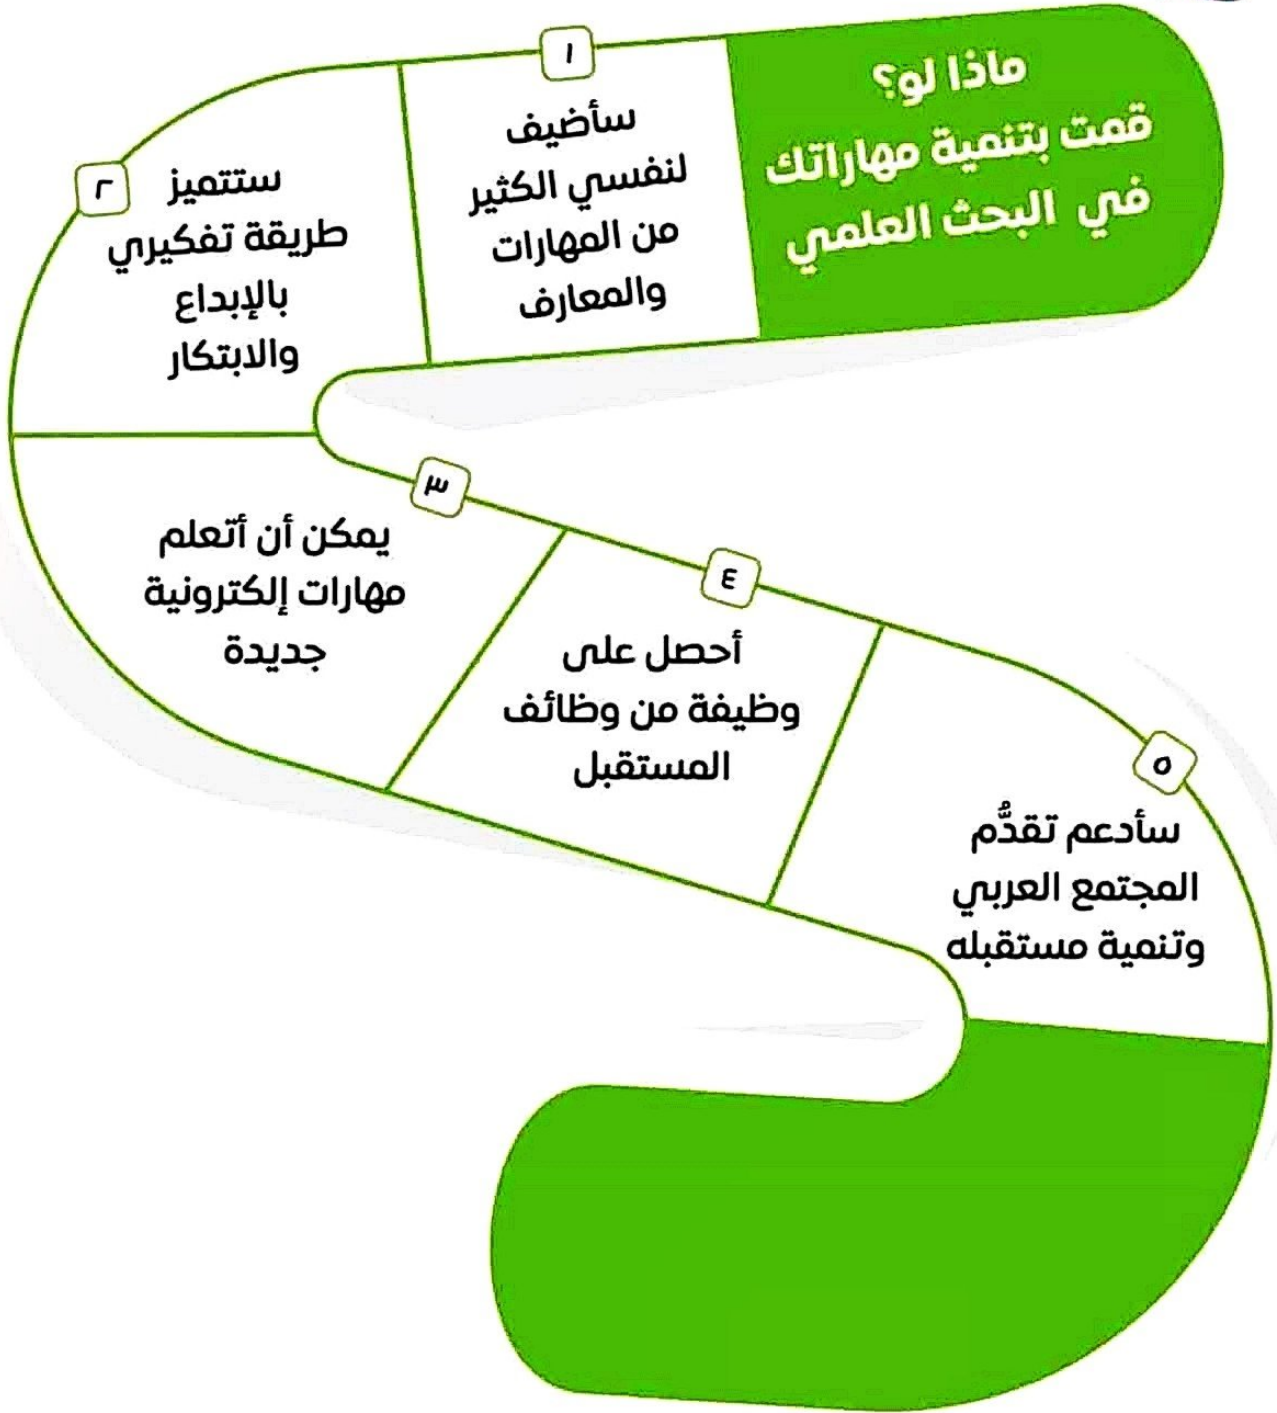 ماذا لو؟
قمت بتنمية مهاراتك
في البحث العلمي
١
سأضيف
لنفسي الكثير
من المهارات
والمعارف
٢
ستتميز
طريقة تفكيري
بالإبداع
والابتكار
٣
يمكن أن أتعلم
مهارات إلكترونية
جديدة
٤
أحصل على
وظيفة من وظائف
المستقبل
٥
سأدعم تقدُّم
المجتمع العربي
وتنمية مستقبله